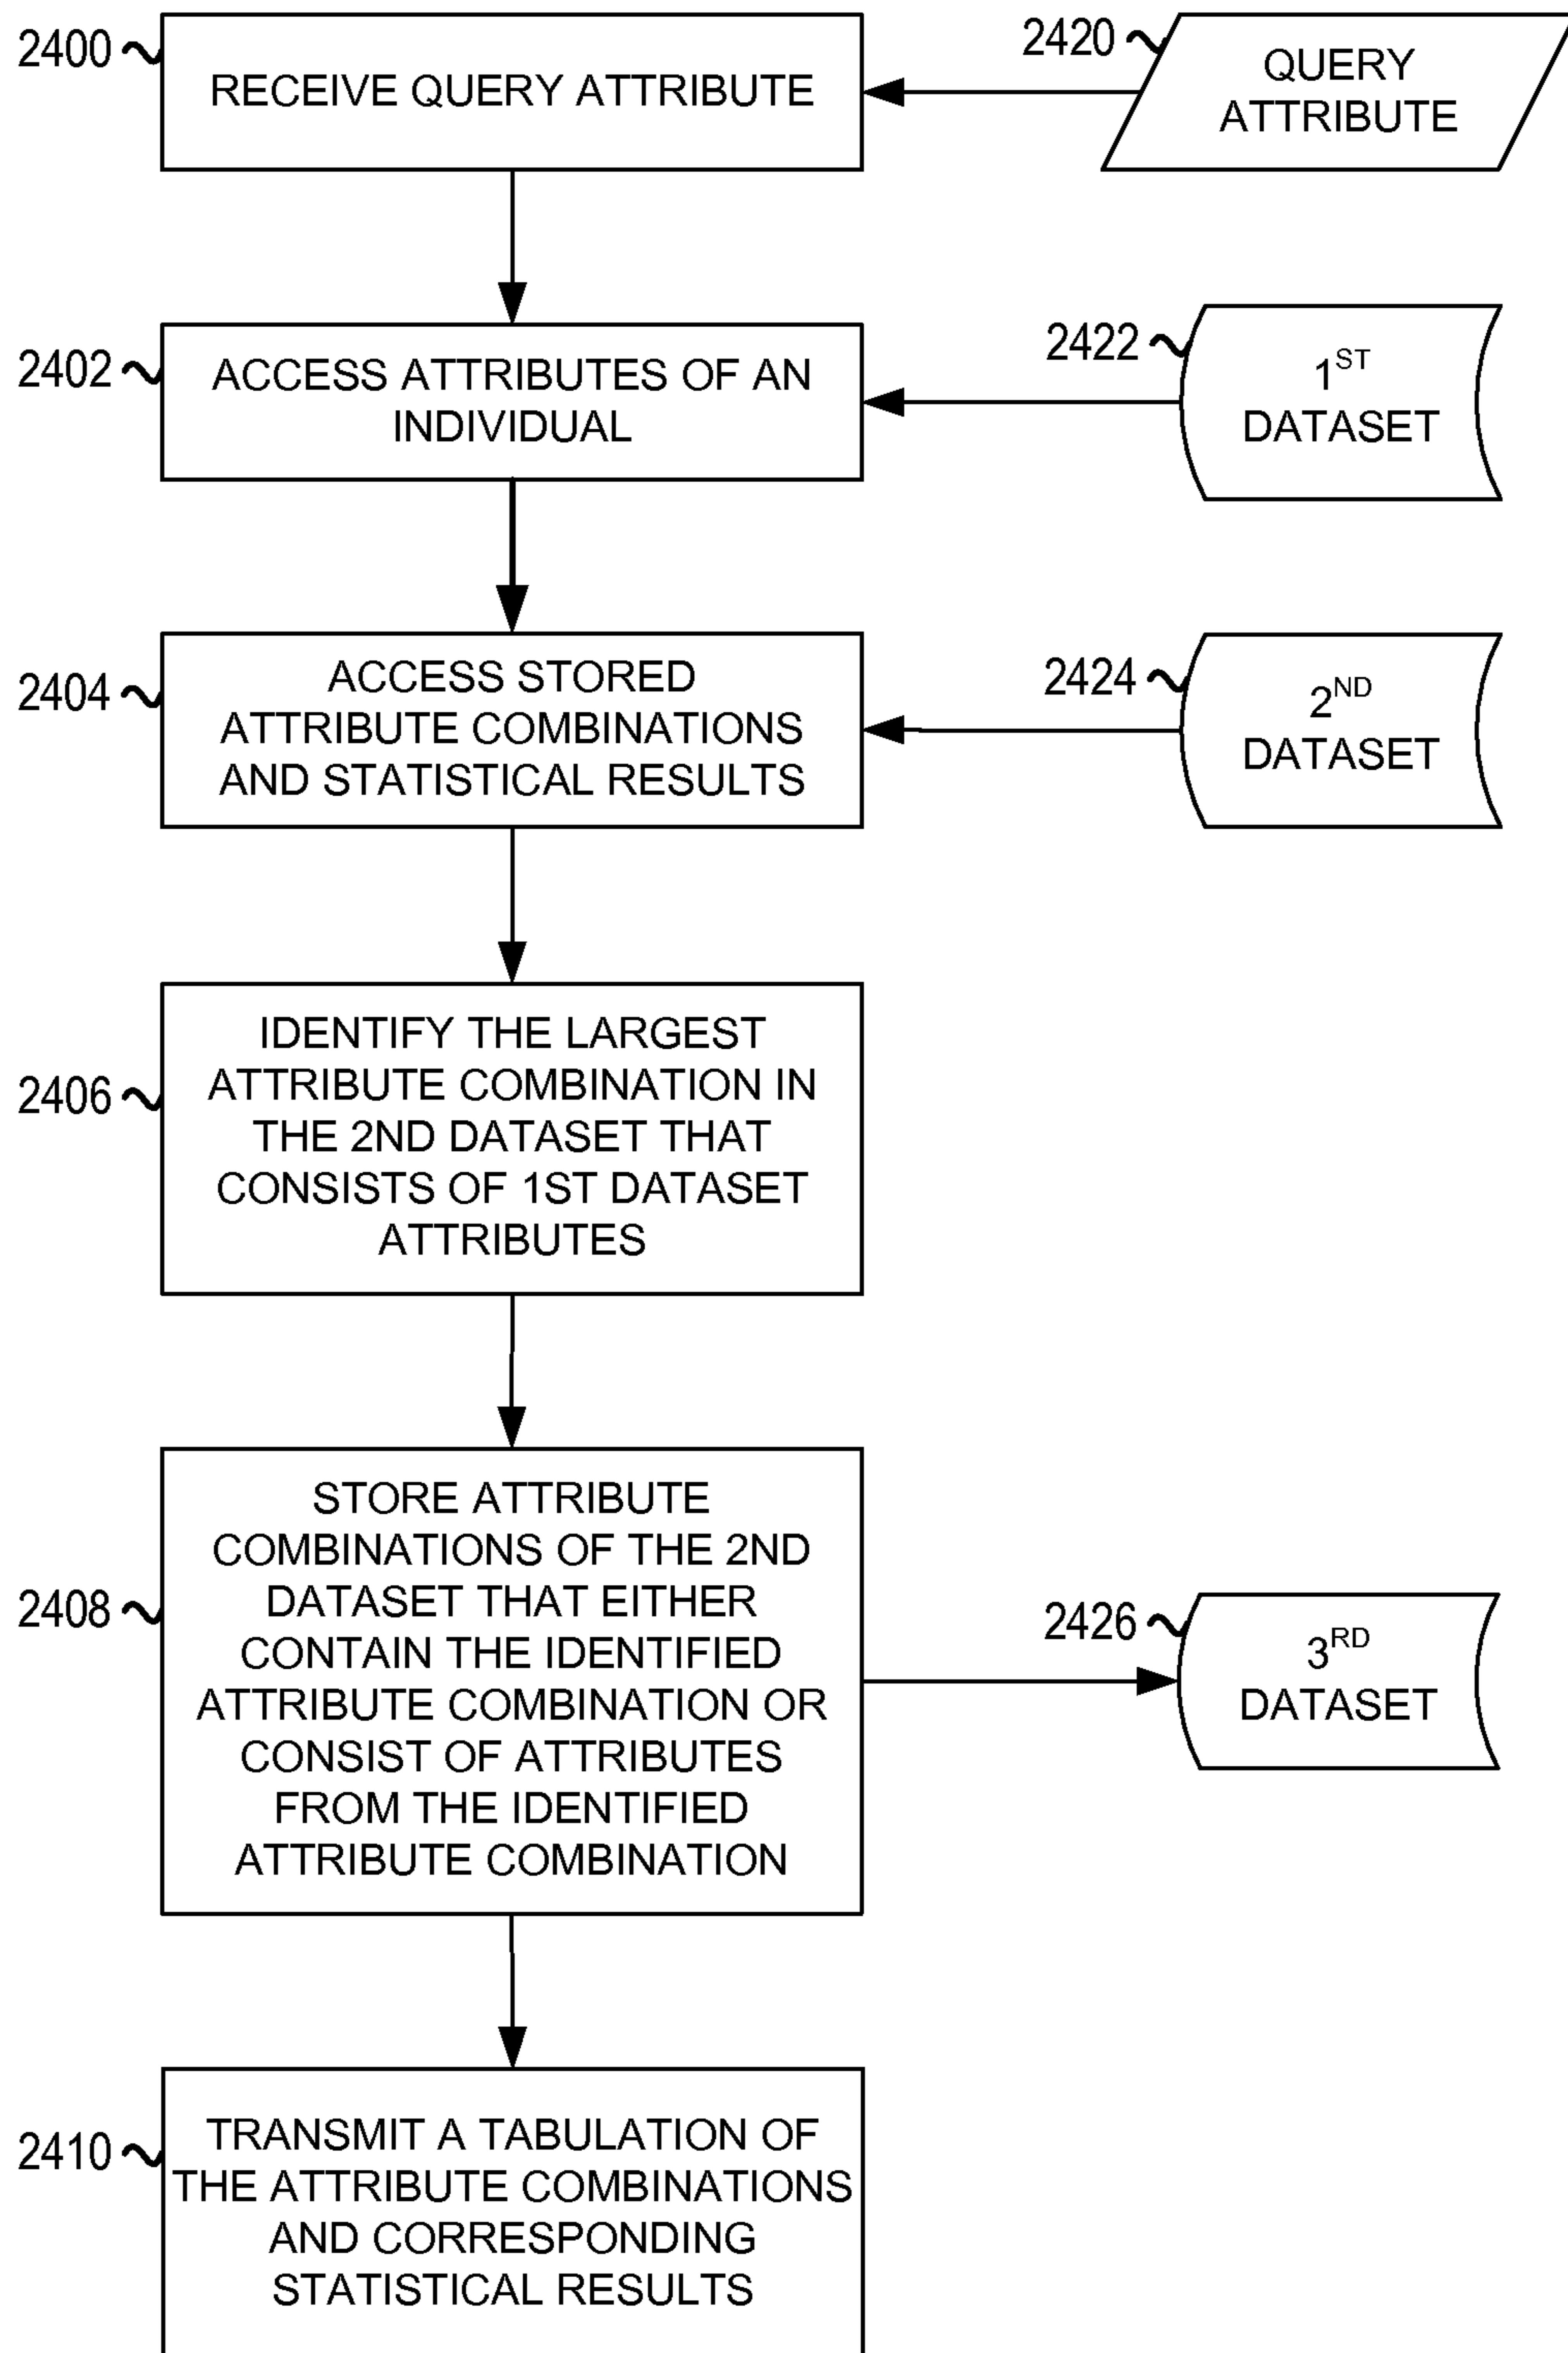 2400
RECEIVE QUERY ATTRIBUTE
2420
QUERY
ATTRIBUTE
2402
ACCESS ATTRIBUTES OF AN
INDIVIDUAL
2422
1ST
DATASET
2404
ACCESS STORED
ATTRIBUTE COMBINATIONS
AND STATISTICAL RESULTS
2424
2ND
DATASET
2406
IDENTIFY THE LARGEST
ATTRIBUTE COMBINATION IN
THE 2ND DATASET THAT
CONSISTS OF 1ST DATASET
ATTRIBUTES
2408
STORE ATTRIBUTE
COMBINATIONS OF THE 2ND
DATASET THAT EITHER
CONTAIN THE IDENTIFIED
ATTRIBUTE COMBINATION OR
CONSIST OF ATTRIBUTES
FROM THE IDENTIFIED
ATTRIBUTE COMBINATION
2426
3RD
DATASET
2410
TRANSMIT A TABULATION OF
THE ATTRIBUTE COMBINATIONS
AND CORRESPONDING
STATISTICAL RESULTS